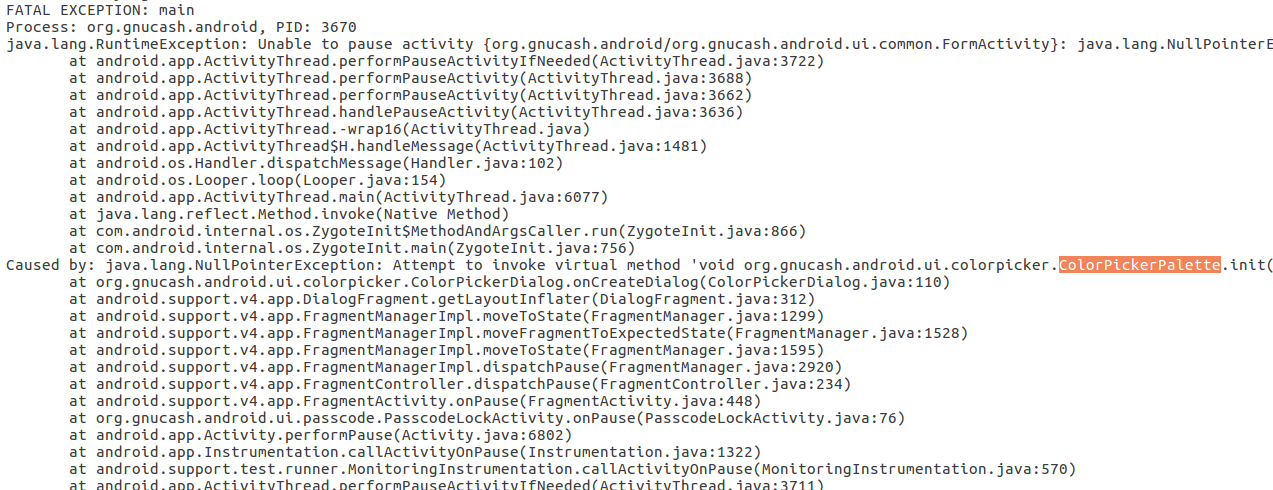 FATAL EXCEPTION: main
Process: org.gnucash.android, PID: 3670
java.lang.RuntimeException: Unable to pause activity {org.gnucash.android/org.gnucash.android.ui.common.FormActivity}: java.lang.NullPointerE
at android.app.ActivityThread.performPauseActivityIfNeeded(ActivityThread.java:3722)
at android.app.ActivityThread.performPauseActivity(ActivityThread.java:3688)
at android.app.ActivityThread.performPauseActivity(ActivityThread.java:3662)
at android.app.ActivityThread.handlePauseActivity(ActivityThread.java:3636)
at android.app.ActivityThread.-wrap16(ActivityThread.java)
at android.app.ActivityThread$H.handleMessage(ActivityThread.java:1481)
at android.os.Handler.dispatchMessage(Handler.java:102)
at android.os.Looper.loop(Looper.java:154)
at android.app.ActivityThread.main(ActivityThread.java:6077)
at java.lang.reflect.Method.invoke(Native Method)
at com.android.internal.os.ZygoteInit$MethodAndArgsCaller.run(ZygoteInit.java:866)
at com.android.internal.os.ZygoteInit.main(ZygoteInit.java:756)
Caused by: java.lang.NullPointerException: Attempt to invoke virtual method 'void org.gnucash.android.ui.colorpicker.ColorPickerPalette.init(
at org.gnucash.android.ui.colorpicker.ColorPickerDialog.onCreateDialog(ColorPickerDialog.java:110)
at android.support.v4.app.DialogFragment.getLayoutInflater(DialogFragment.java:312)
at android.support.v4.app.FragmentManagerImpl.moveToState(FragmentManager.java:1299)
at android.support.v4.app.FragmentManagerImpl.moveFragmentToExpectedState(FragmentManager.java:1528)
at android.support.v4.app.FragmentManagerImpl.moveToState(FragmentManager.java:1595)
at android.support.v4.app.FragmentManagerImpl.dispatchPause(FragmentManager.java:2920)
at android.support.v4.app.FragmentController.dispatchPause(FragmentController.java:234)
at android.support.v4.app.FragmentActivity.onPause(FragmentActivity.java:448)
at org.gnucash.android.ui.passcode.PasscodeLockActivity.onPause(PasscodeLockActivity.java:76)
at android.app.Activity.performPause(Activity.java:6802)
at android.app.Instrumentation.callActivityOnPause(Instrumentation.java:1322)
at android.support.test.runner.MonitoringInstrumentation.callActivityOnPause(MonitoringInstrumentation.java:570)
at android.app.ActivityThread.performPauseActivityIfNeeded(ActivityThread.java:3711)